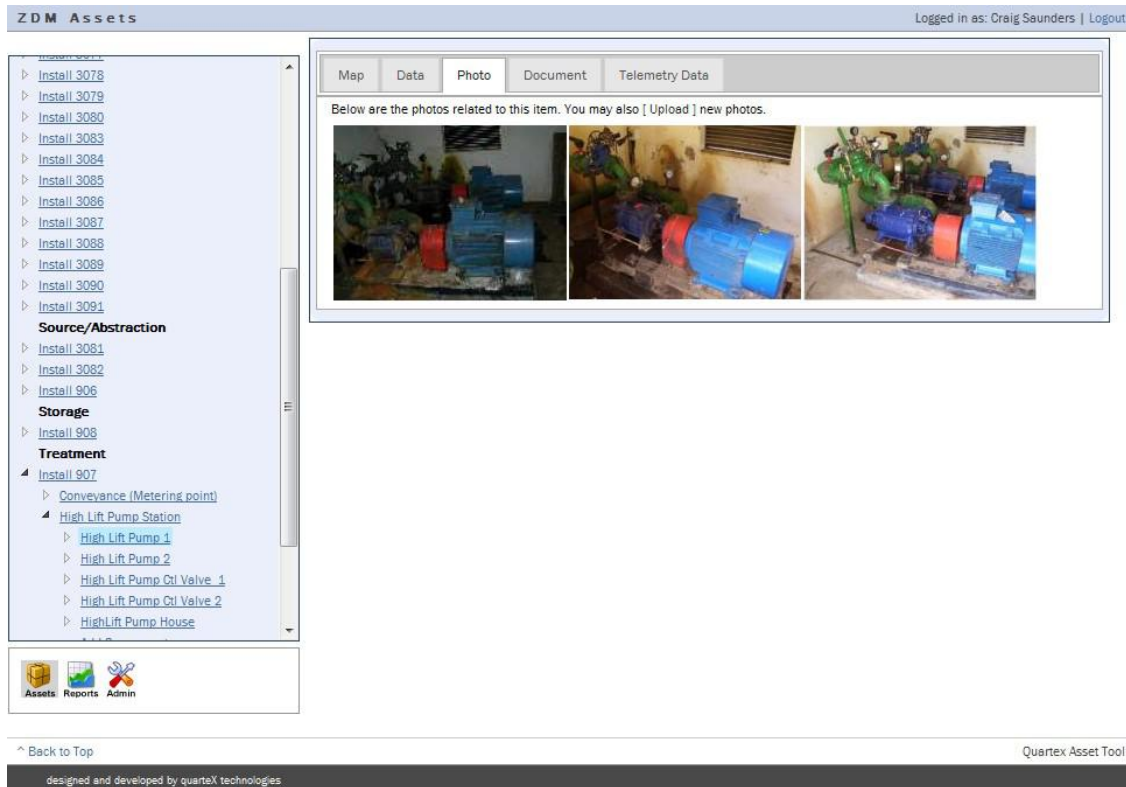 ZDM Assets
Logged in as: Craig Saunders | Logout
Install 3078
Install 3079
Install 3080
Install 3083
Install 3084
Install 3085
Install 3086
Install 3087
Install 3088
Install 3089
Install 3090
Install 3091
Source/Abstraction
Install 3081
Install 3082
Install 906
Storage
Install 908
Treatment
Install 907
Conveyance (Metering point)
High Lift Pump Station
High Lift Pump 1
High Lift Pump 2
High Lift Pump Ctl Valve 1
High Lift Pump Ctl Valve 2
HighLift Pump House
Assets Reports Admin
Map Data Photo Document Telemetry Data
Below are the photos related to this item. You may also [ Upload ] new photos.
^ Back to Top
Quartex Asset Tool
designed and developed by quarteX technologies